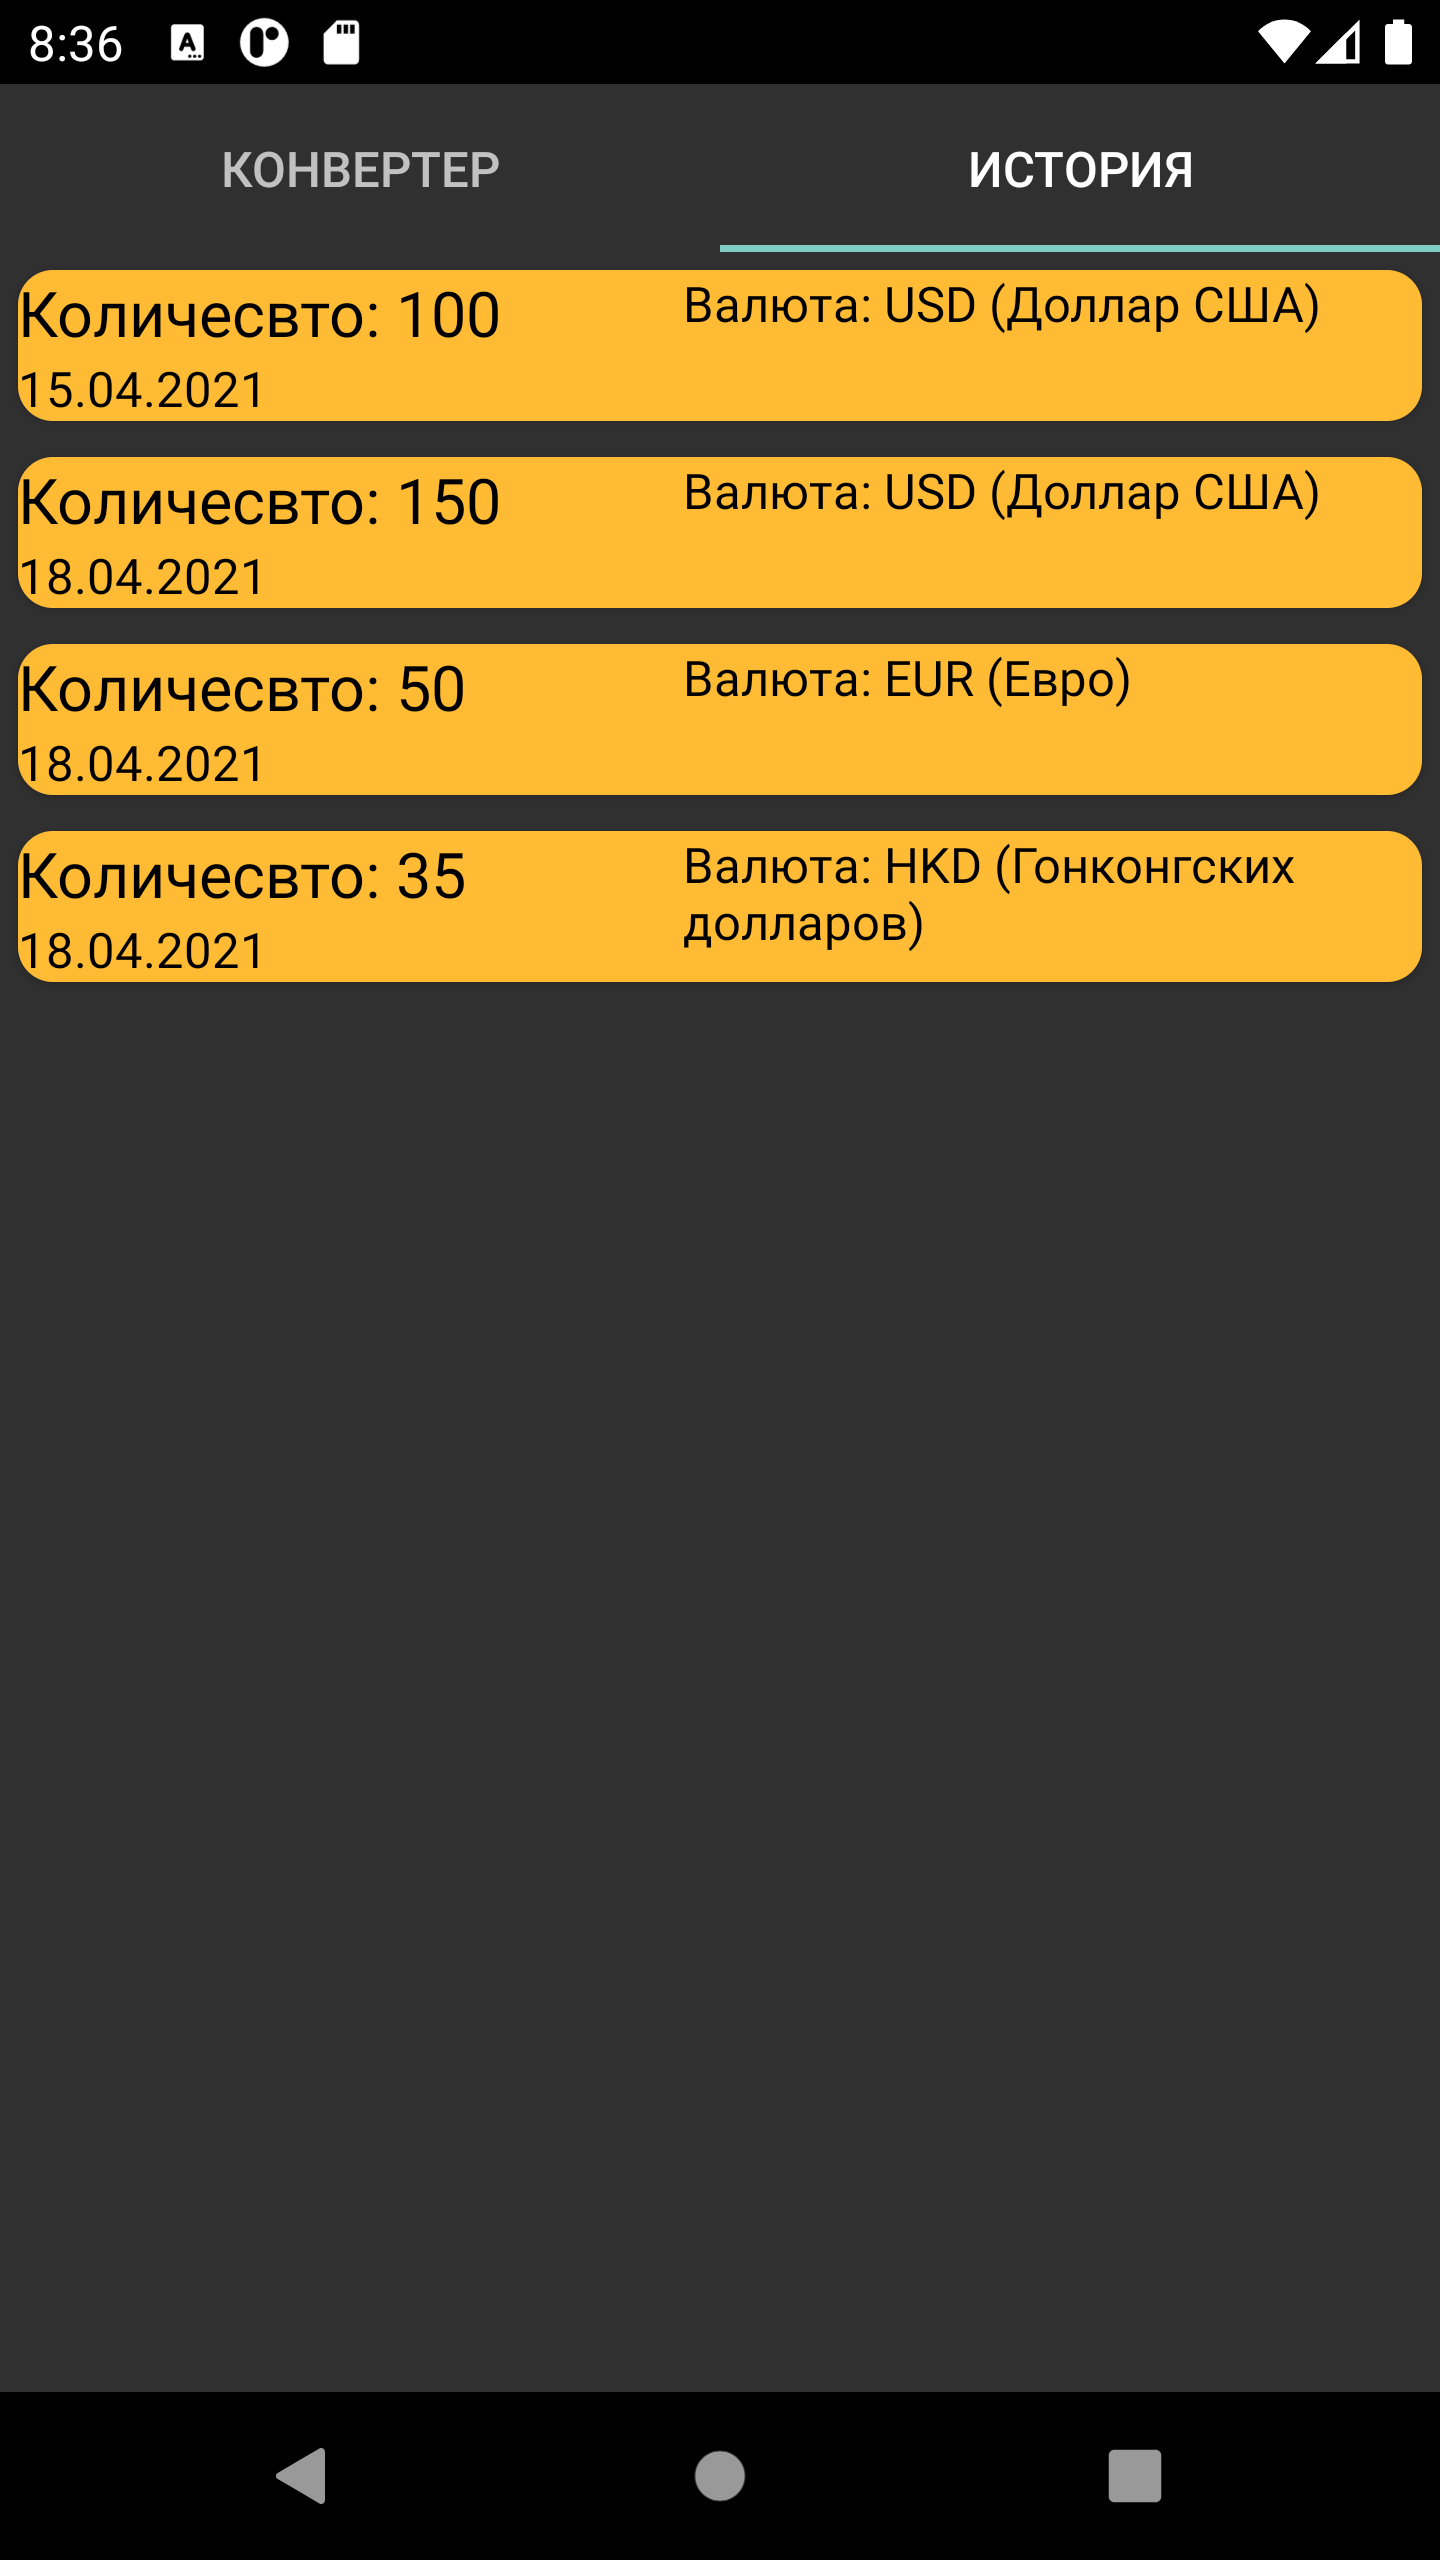 8:36
КОНВЕРТЕР
ИСТОРИЯ
Количесвто: 100
Валюта: USD (Доллар США)
15.04.2021
Количесвто: 150
Валюта: USD (Доллар США)
18.04.2021
Количесвто: 50
Валюта: EUR (Евро)
18.04.2021
Количесвто: 35
Валюта: HKD (Гонконгских
долларов)
18.04.2021